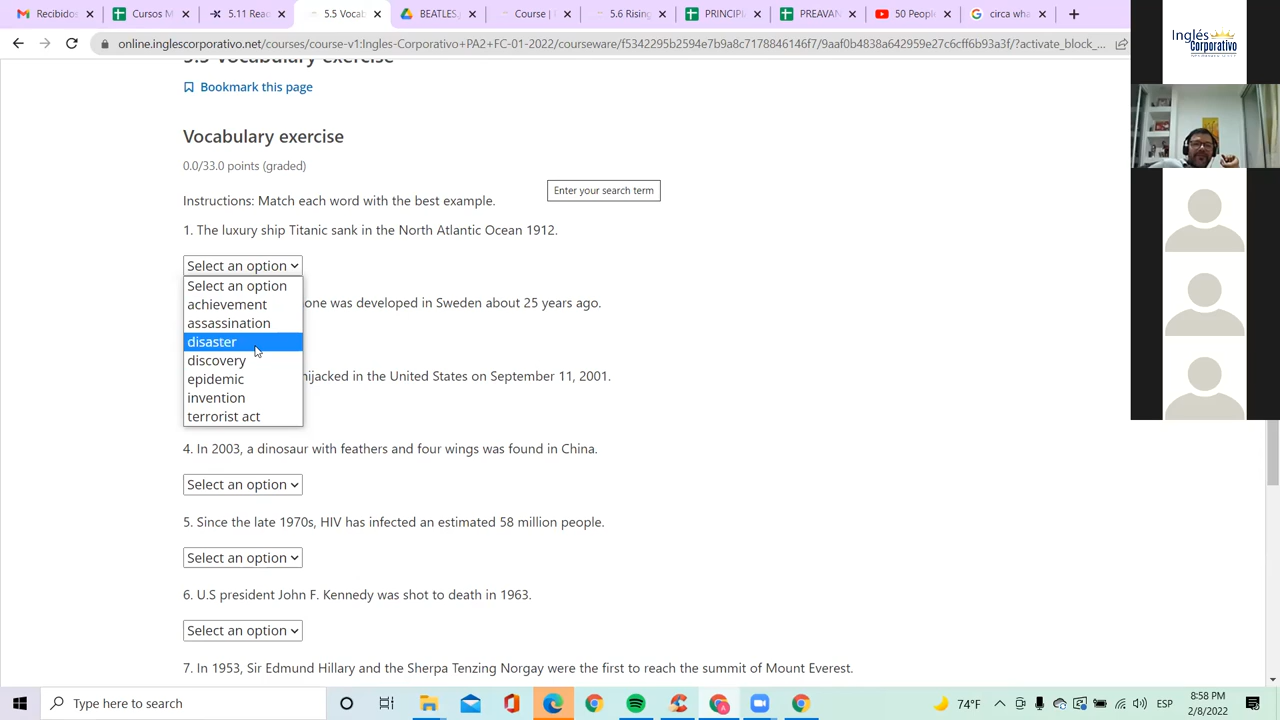 Recibidos
Cursos M
5.11 Read
5.5 Vocab
BEATLES
Course
5.6 Rising
PRINCIPI
PREAVAN
50 People
circa wha
online.inglescorporativo.net/courses/course-v1:Ingles-Corporativo+PA2+FC-01-2022/courseware/f5342295b2594e7b9a8c7178846146f7/9aaf0b4838a642959e27c6cff6b93a3f/?activate_block_...
Inglés
Corporativo
5.5 Vocabulary exercise
Bookmark this page
Vocabulary exercise
0.0/33.0 points (graded)
Enter your search term
Instructions: Match each word with the best example.
1. The luxury ship Titanic sank in the North Atlantic Ocean 1912.
Select an option
Select an option
achievement
one was developed in Sweden about 25 years ago.
assassination
disaster
discovery
epidemic
hijacked in the United States on September 11, 2001.
invention
terrorist act
4. In 2003, a dinosaur with feathers and four wings was found in China.
Select an option
5. Since the late 1970s, HIV has infected an estimated 58 million people.
Select an option
6. U.S president John F. Kennedy was shot to death in 1963.
Select an option
7. In 1953, Sir Edmund Hillary and the Sherpa Tenzing Norgay were the first to reach the summit of Mount Everest.
Type here to search
74°F
ESP
8:58 PM
2/8/2022